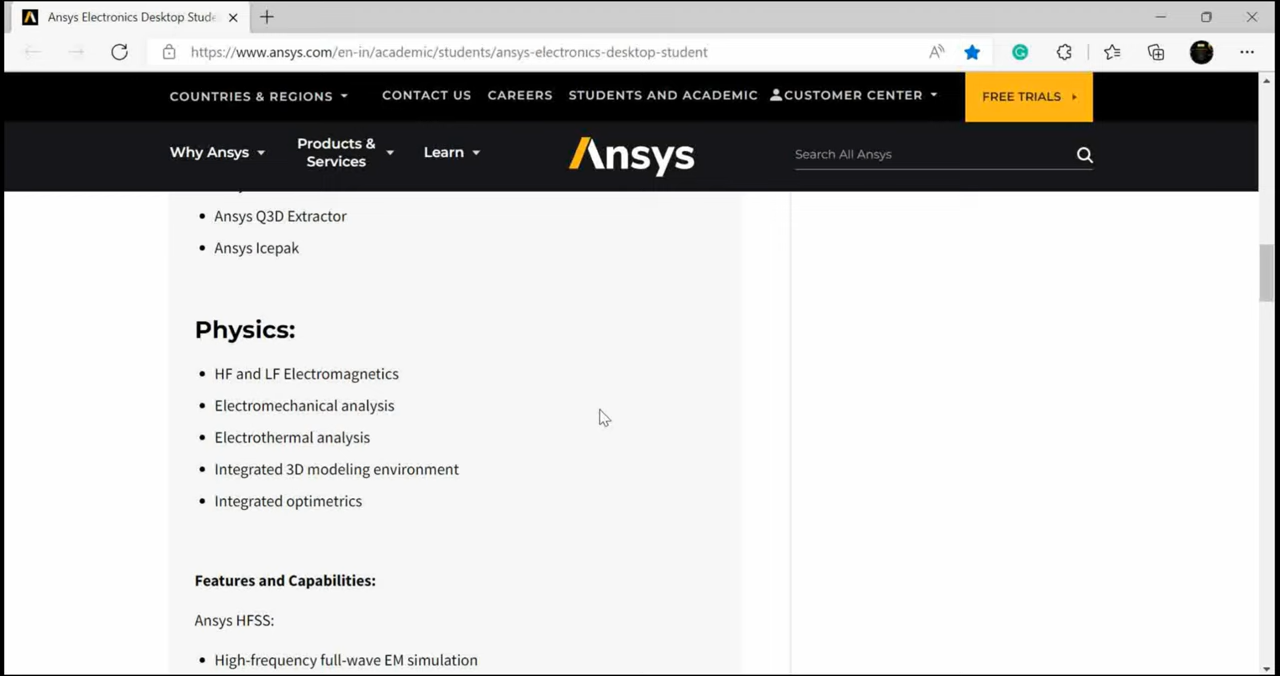 Ansys Electronics Desktop Stude
https://www.ansys.com/en-in/academic/students/ansys-electronics-desktop-student
COUNTRIES & REGIONS CONTACT US CAREERS STUDENTS AND ACADEMIC CUSTOMER CENTER FREE TRIALS
Why Ansys Products & Services Learn Ansys Search All Ansys
• Ansys Q3D Extractor
• Ansys Icepak
Physics:
• HF and LF Electromagnetics
• Electromechanical analysis
• Electrothermal analysis
• Integrated 3D modeling environment
• Integrated optimetrics
Features and Capabilities:
Ansys HFSS:
• High-frequency full-wave EM simulation